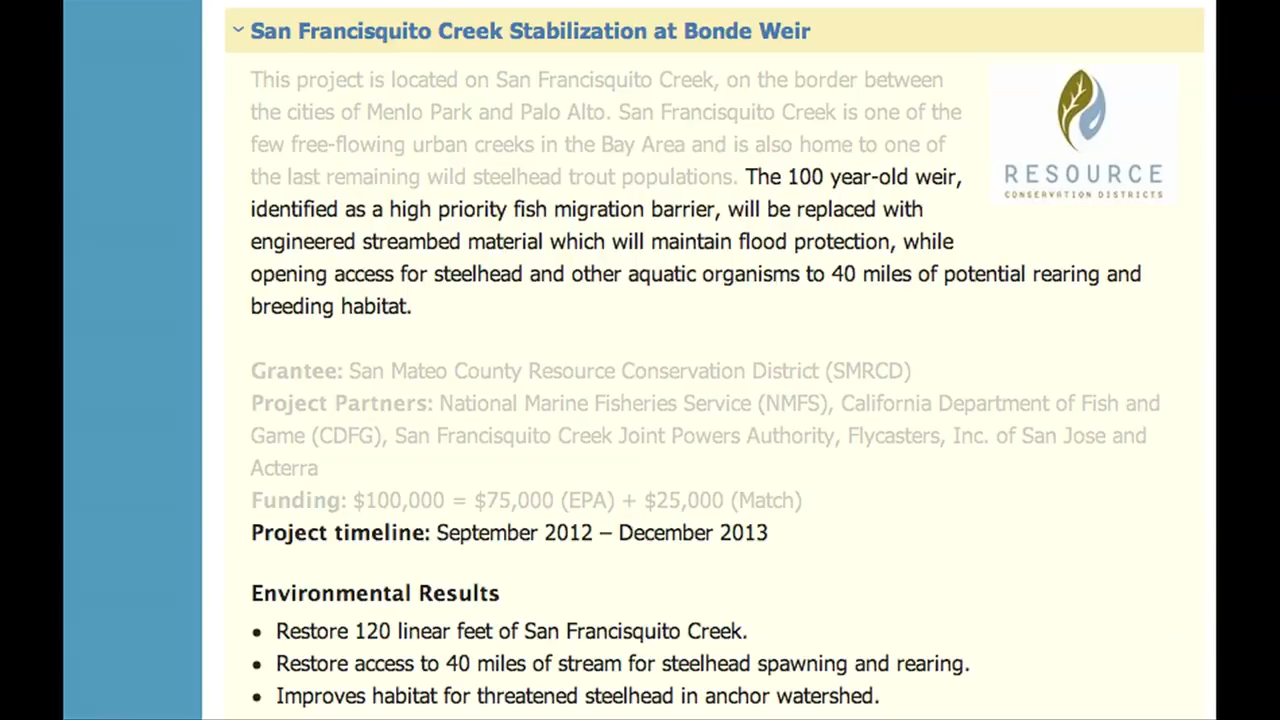 San Francisquito Creek Stabilization at Bonde Weir
This project is located on San Francisquito Creek, on the border between
the cities of Menlo Park and Palo Alto. San Francisquito Creek is one of the
few free-flowing urban creeks in the Bay Area and is also home to one of
the last remaining wild steelhead trout populations. The 100 year-old weir,
identified as a high priority fish migration barrier, will be replaced with
engineered streambed material which will maintain flood protection, while
opening access for steelhead and other aquatic organisms to 40 miles of potential rearing and
breeding habitat.
RESOURCE
CONSERVATION DISTRICTS
Grantee: San Mateo County Resource Conservation District (SMRCD)
Project Partners: National Marine Fisheries Service (NMFS), California Department of Fish and
Game (CDFG), San Francisquito Creek Joint Powers Authority, Flycasters, Inc. of San Jose and
Acterra
Funding: $100,000 = $75,000 (EPA) + $25,000 (Match)
Project timeline: September 2012 – December 2013
Environmental Results
• Restore 120 linear feet of San Francisquito Creek.
• Restore access to 40 miles of stream for steelhead spawning and rearing.
• Improves habitat for threatened steelhead in anchor watershed.